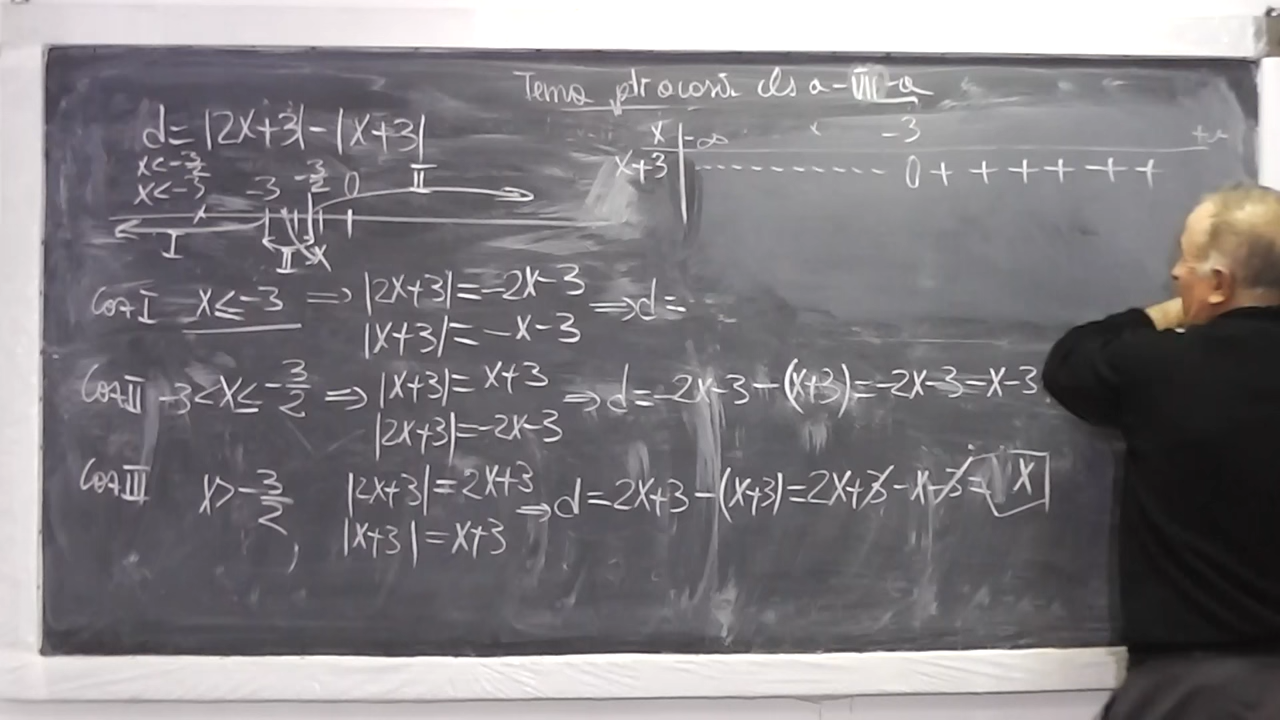 Tema ptr acasă cls a-VIII-a
d= |2X+3|-|X+3|
X<-3/2
X<-3 -3 -3/2 0 II
X
I II X
X -∞ -3
X+3 - - - - - - - - - - - - 0 + + + + + +
Caz I X≤-3 ⇒ |2X+3|=-2X-3 ⇒d=
|X+3|=-X-3
Caz II -3<X≤-3/2 ⇒ |X+3|=X+3 ⇒d=-2X-3-(X+3)=-2X-3-X-3
|2X+3|=-2X-3
Caz III X>-3/2 |2X+3|=2X+3 ⇒d=2X+3-(X+3)=2X+3-X-3= X
|X+3|=X+3